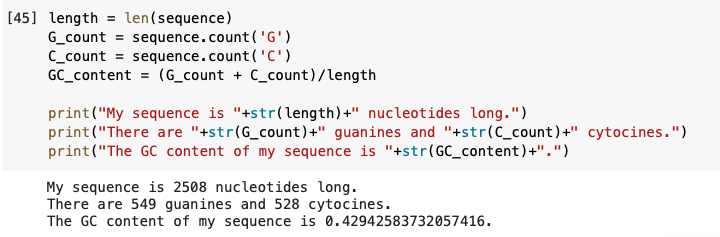 [45] length = len(sequence)
G_count = sequence.count('G')
C_count = sequence.count('C')
GC_content = (G_count + C_count)/length
print("My sequence is "+str(length)+" nucleotides long.")
print("There are "+str(G_count)+" guanines and "+str(C_count)+" cytocines.")
print("The GC content of my sequence is "+str(GC_content)+".")
My sequence is 2508 nucleotides long.
There are 549 guanines and 528 cytocines.
The GC content of my sequence is 0.42942583732057416.